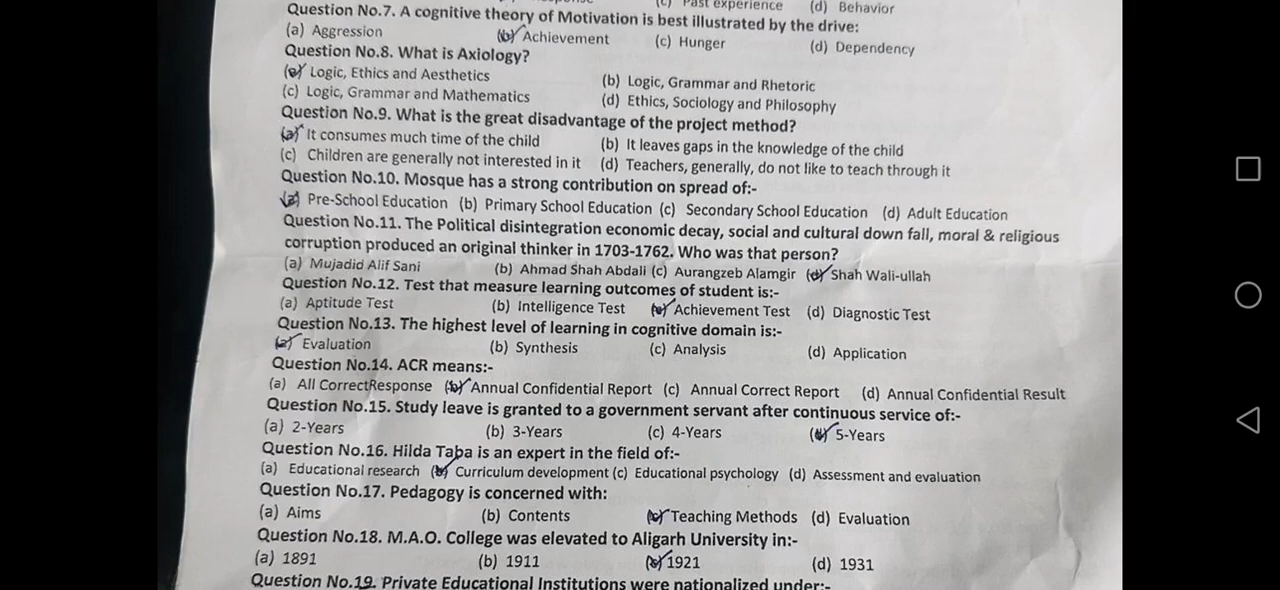 (c) Past experience (d) Behavior
Question No.7. A cognitive theory of Motivation is best illustrated by the drive:
(a) Aggression (b) Achievement (c) Hunger (d) Dependency
Question No.8. What is Axiology?
(a) Logic, Ethics and Aesthetics (b) Logic, Grammar and Rhetoric
(c) Logic, Grammar and Mathematics (d) Ethics, Sociology and Philosophy
Question No.9. What is the great disadvantage of the project method?
(a) It consumes much time of the child (b) It leaves gaps in the knowledge of the child
(c) Children are generally not interested in it (d) Teachers, generally, do not like to teach through it
Question No.10. Mosque has a strong contribution on spread of:-
(a) Pre-School Education (b) Primary School Education (c) Secondary School Education (d) Adult Education
Question No.11. The Political disintegration economic decay, social and cultural down fall, moral & religious
corruption produced an original thinker in 1703-1762. Who was that person?
(a) Mujadid Alif Sani (b) Ahmad Shah Abdali (c) Aurangzeb Alamgir (d) Shah Wali-ullah
Question No.12. Test that measure learning outcomes of student is:-
(a) Aptitude Test (b) Intelligence Test (c) Achievement Test (d) Diagnostic Test
Question No.13. The highest level of learning in cognitive domain is:-
(a) Evaluation (b) Synthesis (c) Analysis (d) Application
Question No.14. ACR means:-
(a) All CorrectResponse (b) Annual Confidential Report (c) Annual Correct Report (d) Annual Confidential Result
Question No.15. Study leave is granted to a government servant after continuous service of:-
(a) 2-Years (b) 3-Years (c) 4-Years (d) 5-Years
Question No.16. Hilda Taba is an expert in the field of:-
(a) Educational research (b) Curriculum development (c) Educational psychology (d) Assessment and evaluation
Question No.17. Pedagogy is concerned with:
(a) Aims (b) Contents (c) Teaching Methods (d) Evaluation
Question No.18. M.A.O. College was elevated to Aligarh University in:-
(a) 1891 (b) 1911 (c) 1921 (d) 1931
Question No.19. Private Educational Institutions were nationalized under:-